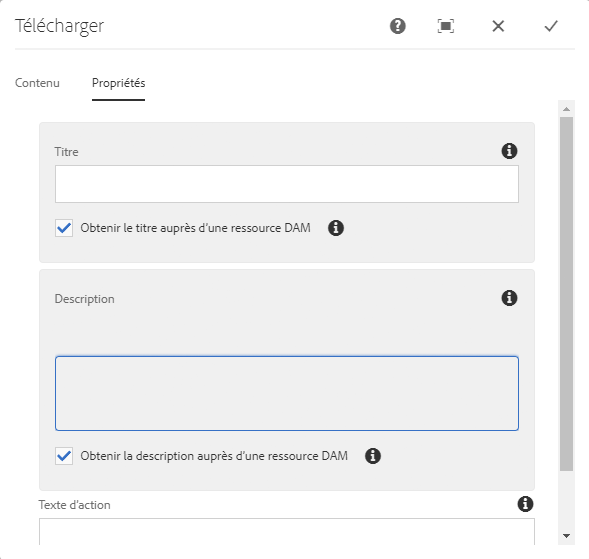 Télécharger
Contenu Propriétés
Titre
Obtenir le titre auprès d'une ressource DAM
Description
Obtenir la description auprès d'une ressource DAM
Texte d'action